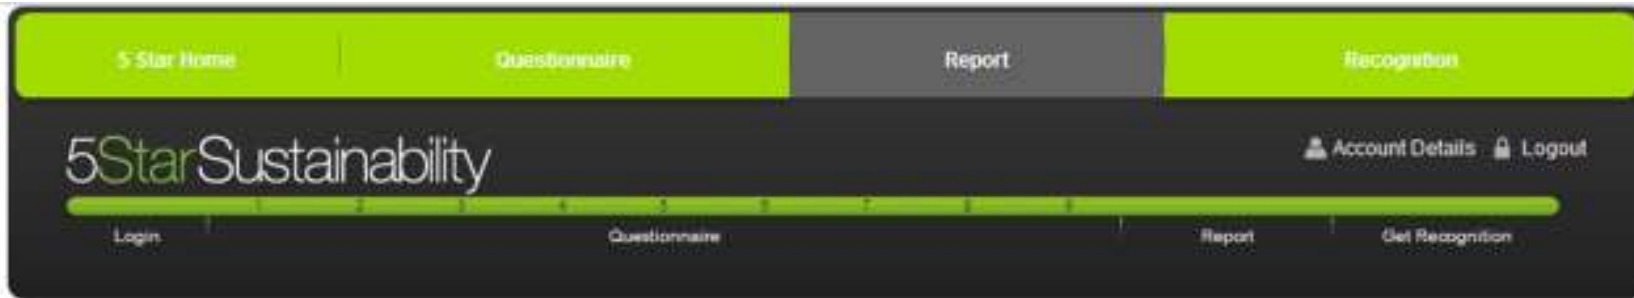 5 Star Home Questionnaire Report Recognition
5StarSustainability
Account Details Logout
1 2 3 4 5 6 7 8 9
Login Questionnaire Report Get Recognition